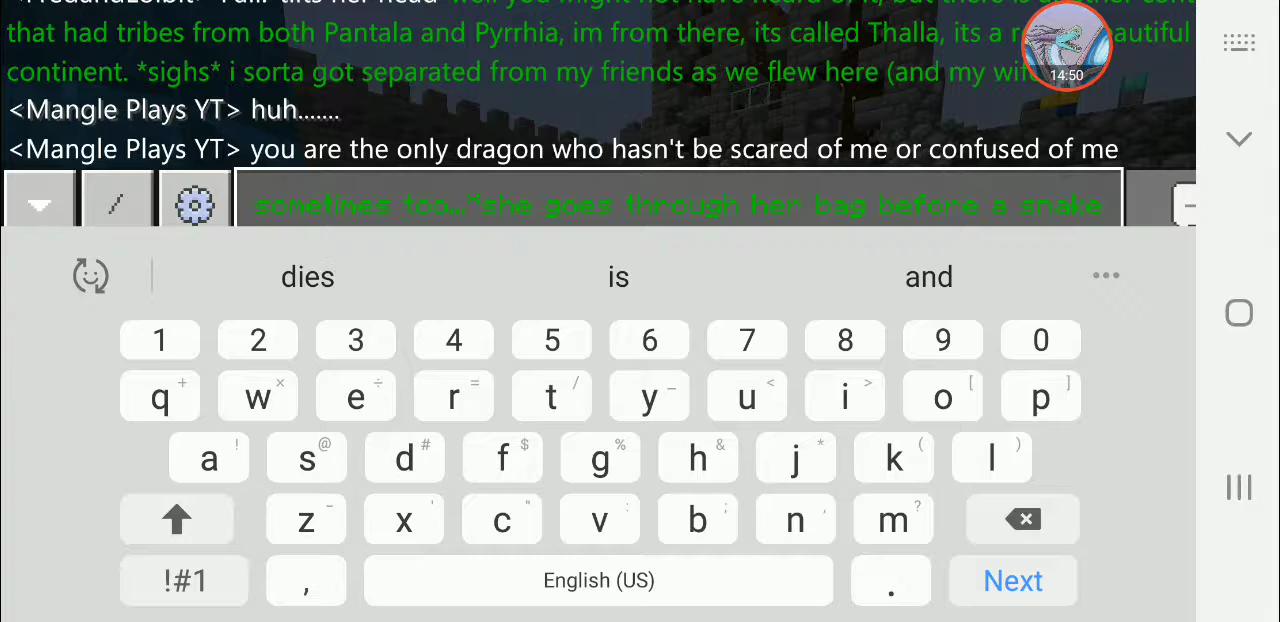 that had tribes from both Pantala and Pyrrhia, im from there, its called Thalla, its a
continent. *sighs* i sorta got separated from my friends as we flew here (and my
14:50
<Mangle Plays YT> huh.......
<Mangle Plays YT> you are the only dragon who hasn't be scared of me or confused of me
/
sometimes too..*she goes through her bag before a snake
dies is and •••
1 2 3 4 5 6 7 8 9 0
q + w × e ÷ r = t / y _ u < i > o [ p ]
a ! s @ d # f $ g % h & j * k ( l )
z - x ' c " v : b ; n , m ?
!#1 , English (US) . Next